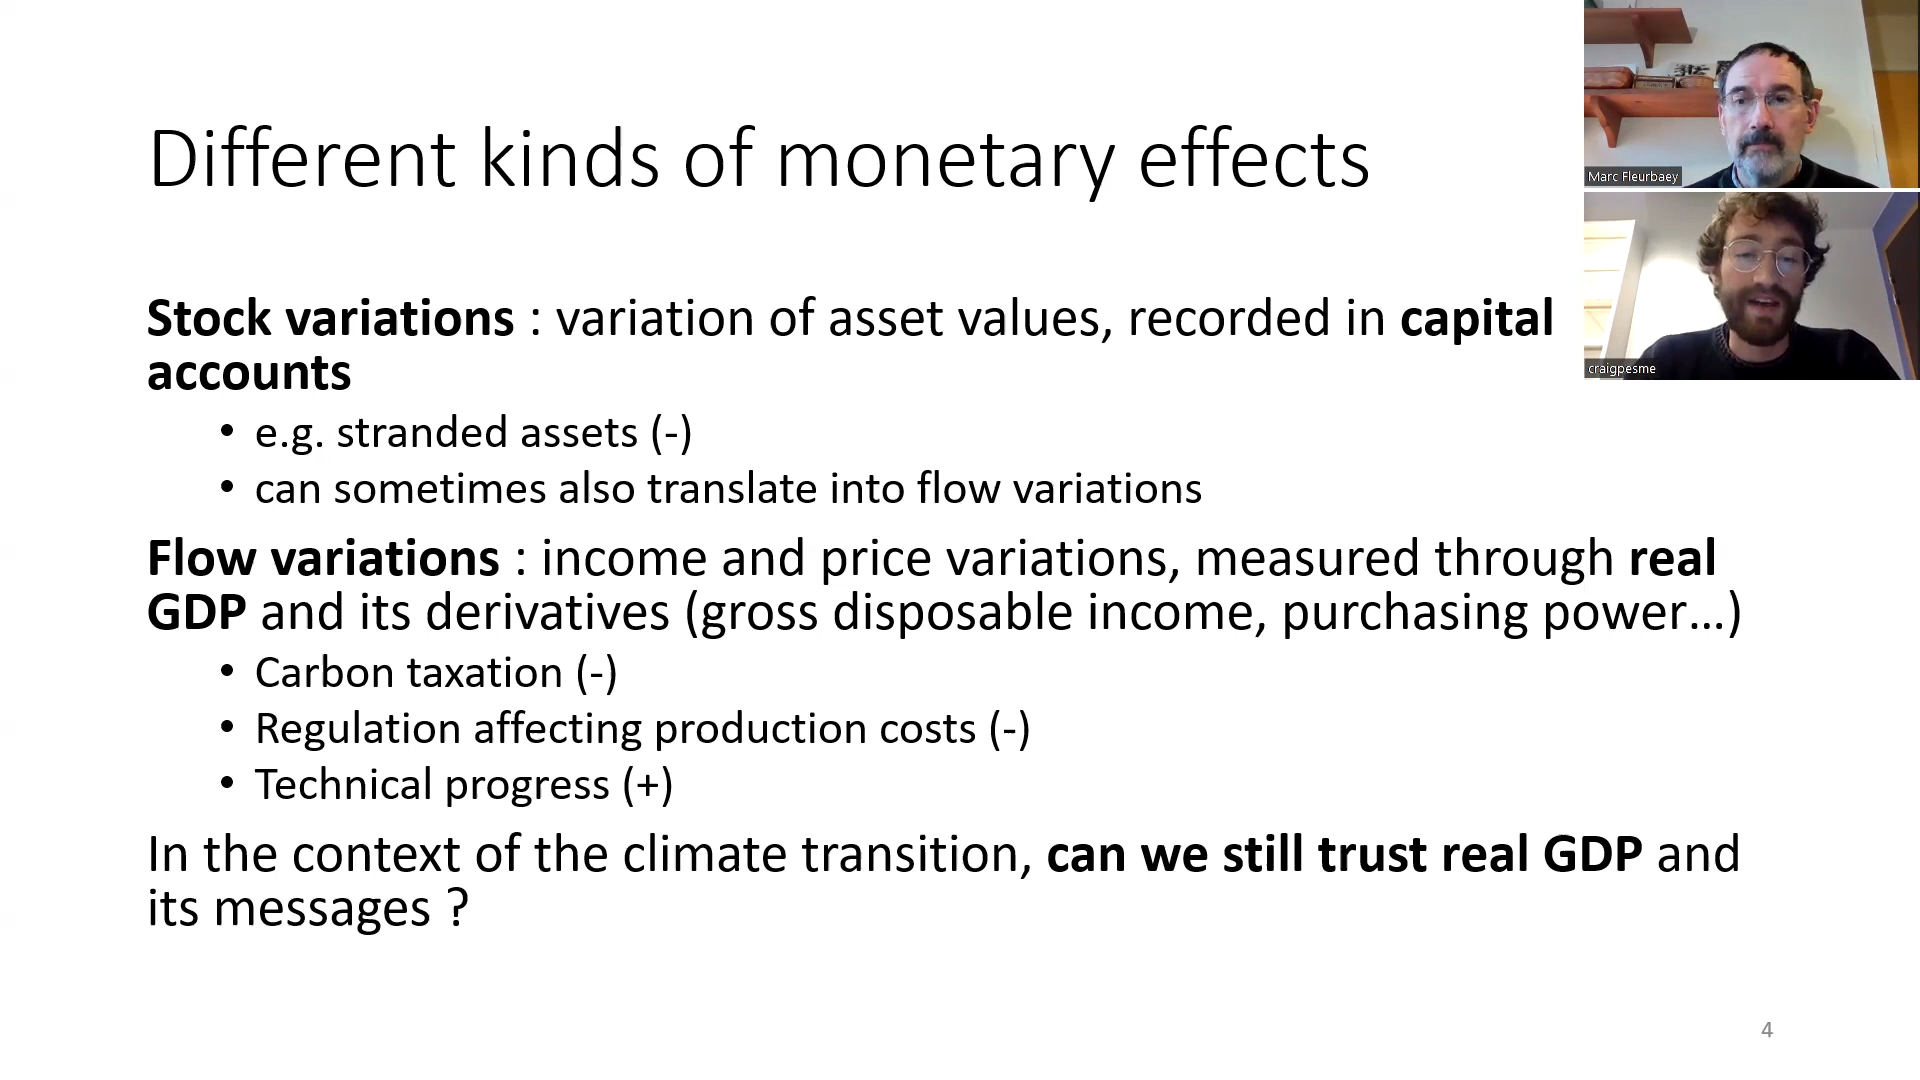 Different kinds of monetary effects
Marc Fleurbaey
craigpesme
Stock variations : variation of asset values, recorded in capital
accounts
• e.g. stranded assets (-)
• can sometimes also translate into flow variations
Flow variations : income and price variations, measured through real
GDP and its derivatives (gross disposable income, purchasing power…)
• Carbon taxation (-)
• Regulation affecting production costs (-)
• Technical progress (+)
In the context of the climate transition, can we still trust real GDP and
its messages ?
4